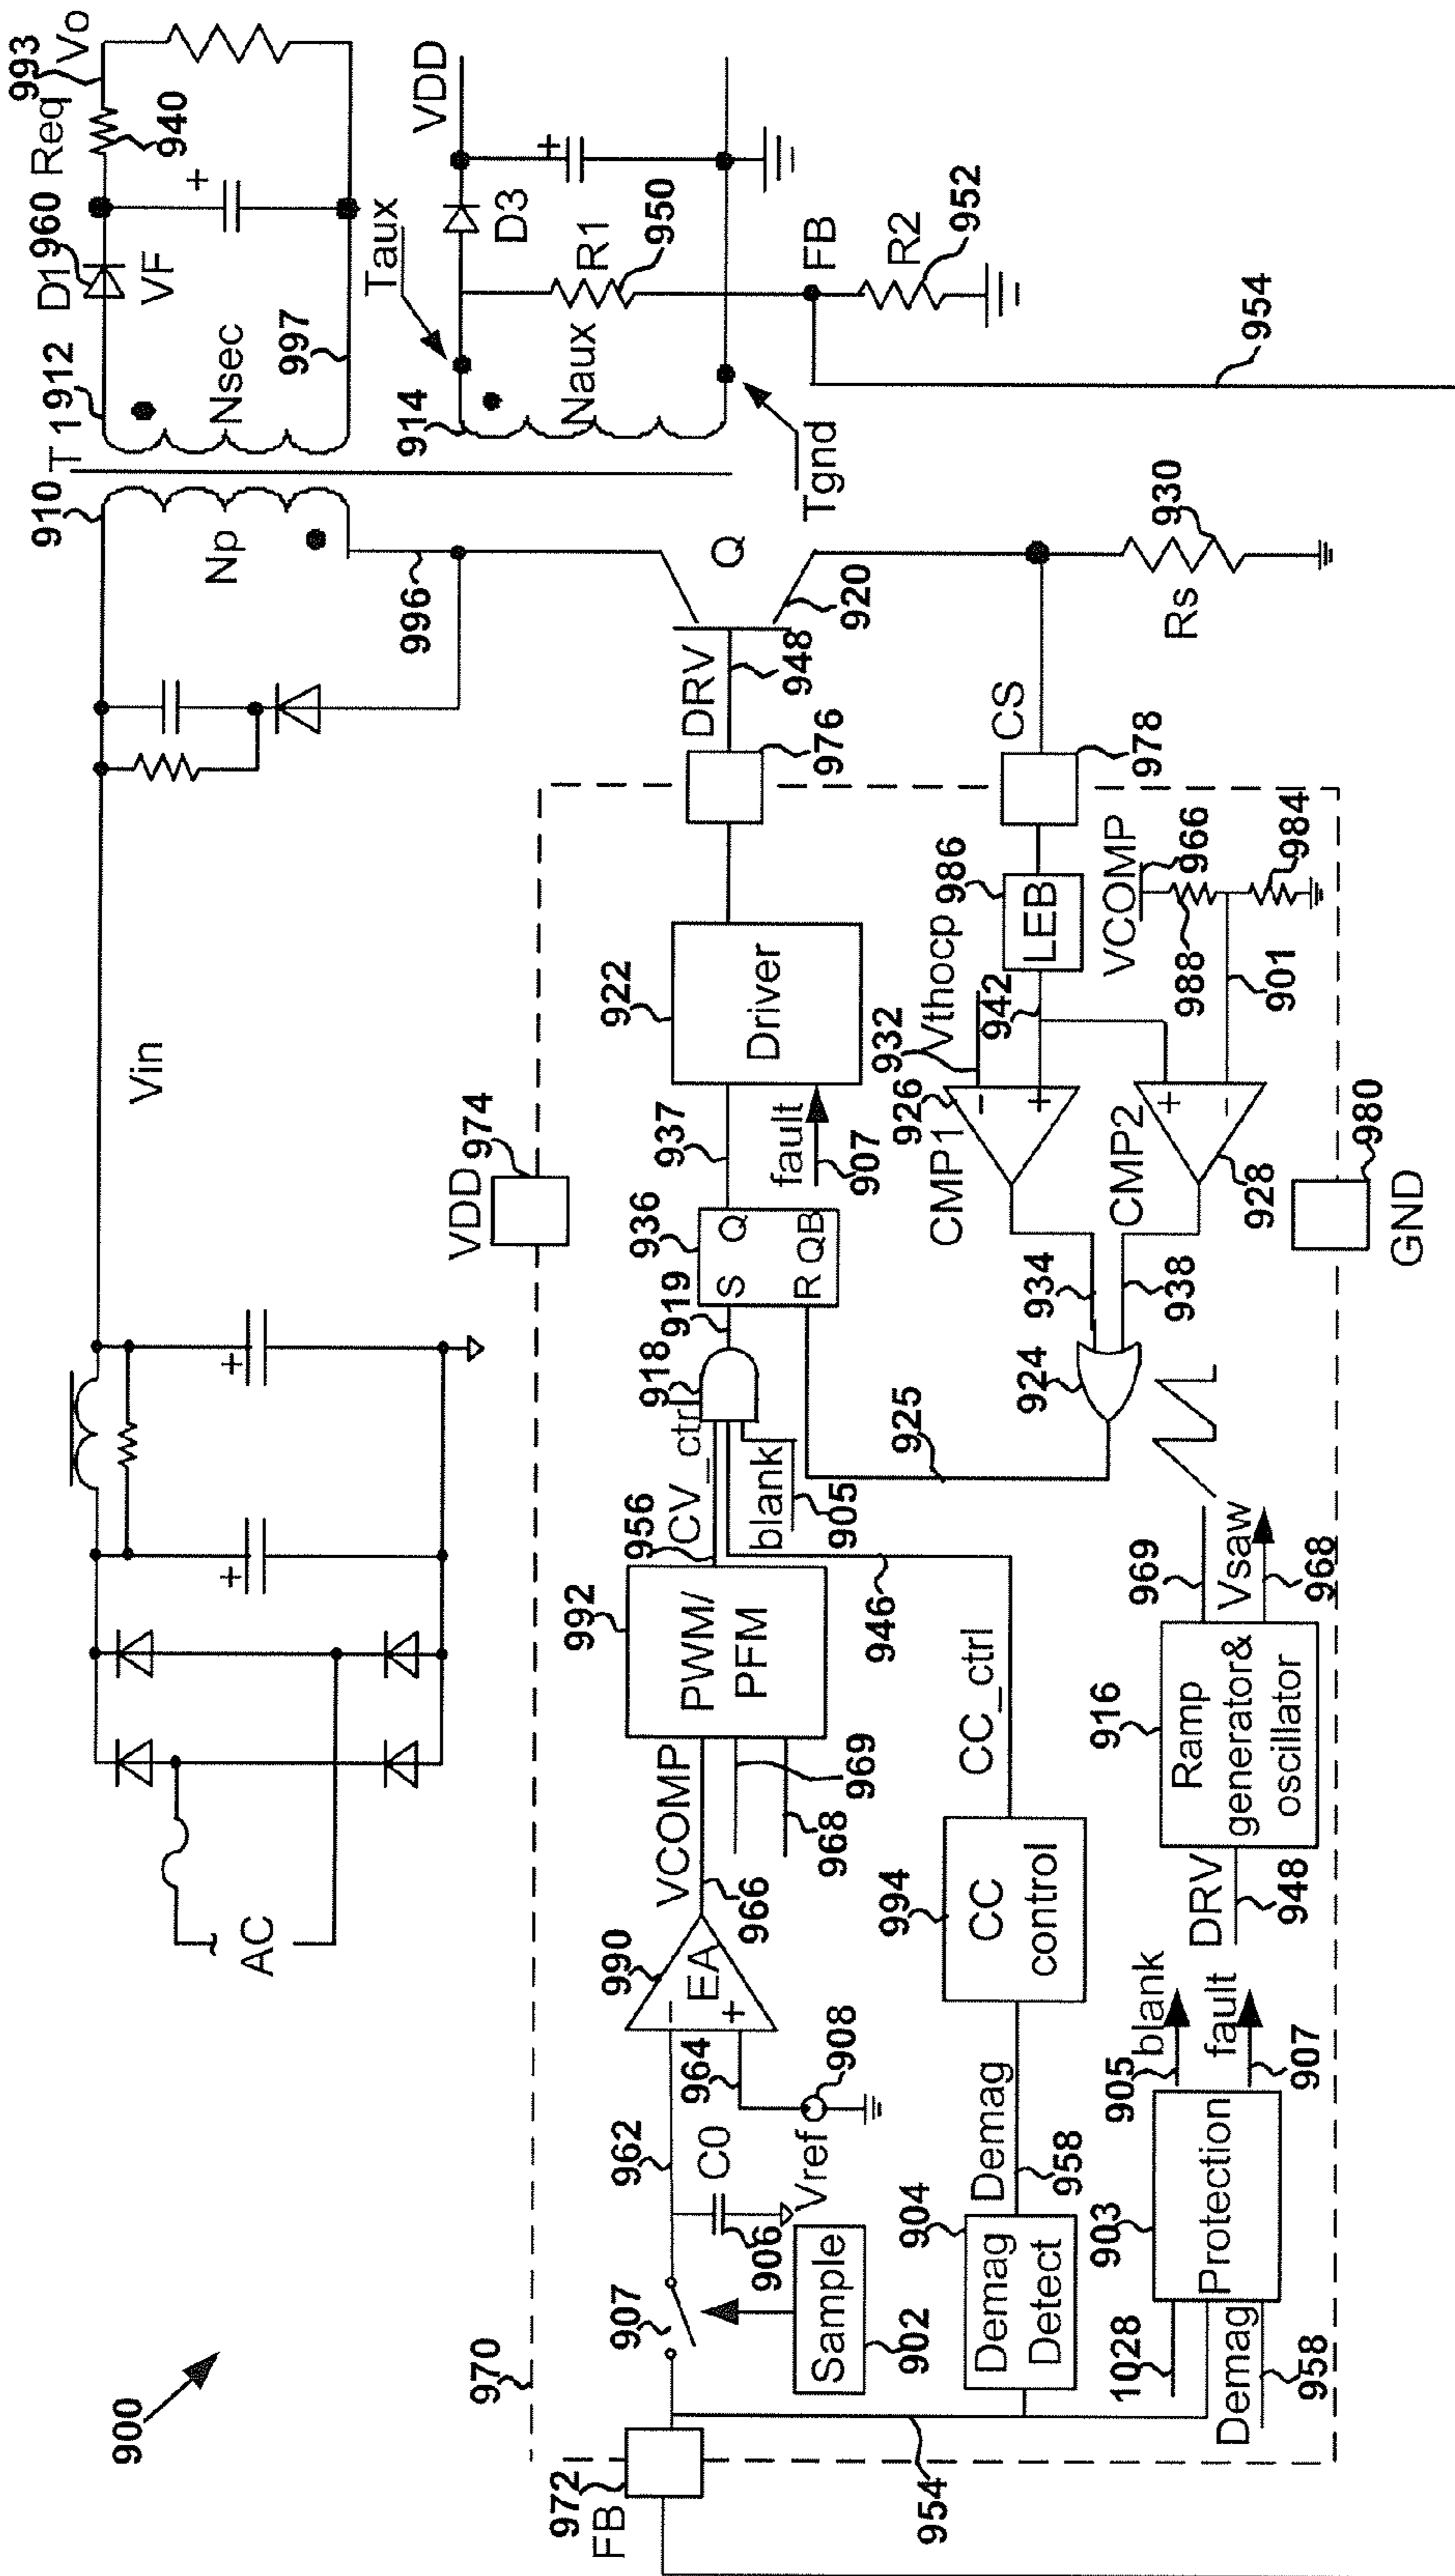 900
AC
Vin
910
T1
912
D1
960
Req
993
Vo
940
VF
Np
Nsec
997
996
Taux
914
Naux
D3
VDD
R1
950
Tgnd
FB
R2
952
954
970
972
FB
907
962
C0
906
Sample
902
964
Vref
908
990
EA
-
+
VCOMP
966
969
968
992
PWM/
PFM
956
CV_ctrl
918
919
blank
905
936
S
Q
R
QB
937
VDD
974
fault
907
922
Driver
976
DRV
948
Q
920
954
904
Demag
Detect
Demag
958
994
CC
control
CC_ctrl
946
925
924
934
938
CMP1
926
-
+
932
Vthocp
942
986
LEB
978
CS
930
Rs
CMP2
928
+
-
VCOMP
966
988
984
901
1028
Demag
958
903
Protection
905
blank
fault
907
DRV
948
916
Ramp
generator&
oscillator
969
Vsaw
968
980
GND
+
+
+
+